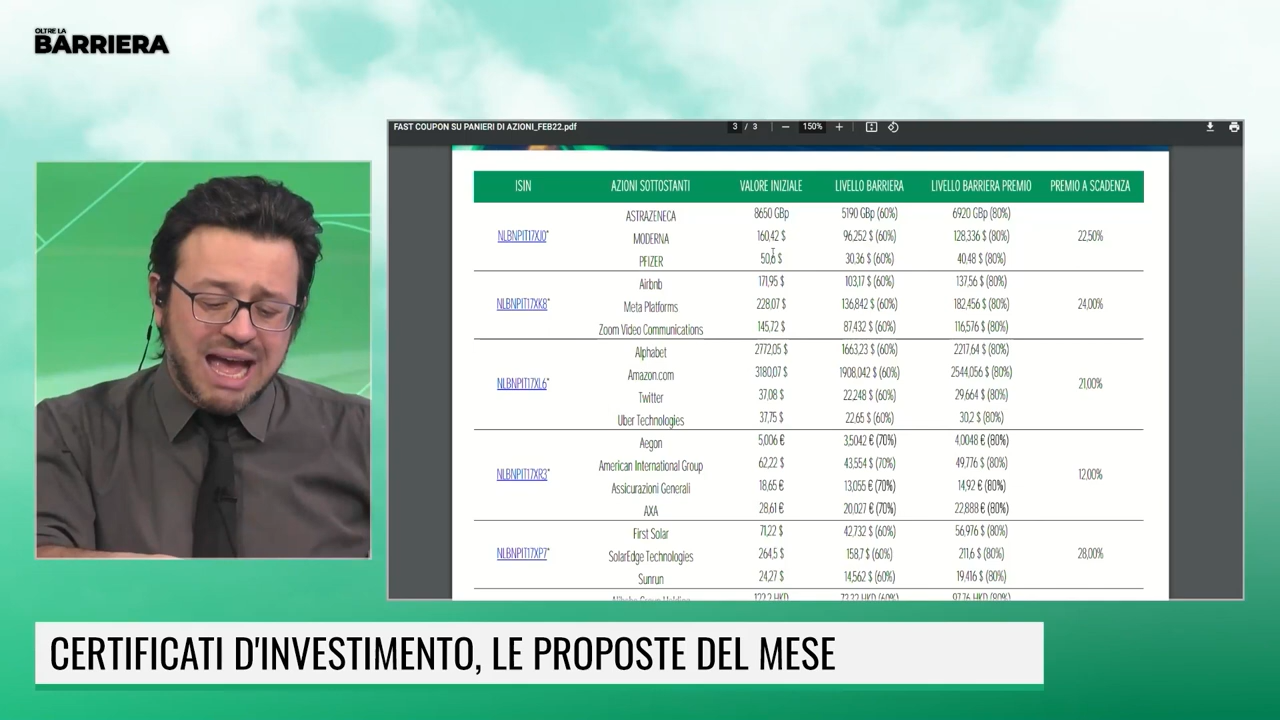 OLTRE LA
BARRIERA
FAST COUPON SU PANIERI DI AZIONI_FEB22.pdf
3 / 3
150%
ISIN AZIONI SOTTOSTANTI VALORE INIZIALE LIVELLO BARRIERA LIVELLO BARRIERA PREMIO PREMIO A SCADENZA
ASTRAZENECA 8650 GBp 5190 GBp (60%) 6920 GBp (80%)
NLBNPIT17XJ0* MODERNA 160,42 $ 96,252 $ (60%) 128,336 $ (80%) 22,50%
PFIZER 50,6 $ 30,36 $ (60%) 40,48 $ (80%)
Airbnb 171,95 $ 103,17 $ (60%) 137,56 $ (80%)
NLBNPIT17XK8* Meta Platforms 228,07 $ 136,842 $ (60%) 182,456 $ (80%) 24,00%
Zoom Video Communications 145,72 $ 87,432 $ (60%) 116,576 $ (80%)
Alphabet 2772,05 $ 1663,23 $ (60%) 2217,64 $ (80%)
NLBNPIT17XL6* Amazon.com 3180,07 $ 1908,042 $ (60%) 2544,056 $ (80%) 21,00%
Twitter 37,08 $ 22,248 $ (60%) 29,664 $ (80%)
Uber Technologies 37,75 $ 22,65 $ (60%) 30,2 $ (80%)
Aegon 5,006 € 3,5042 € (70%) 4,0048 € (80%)
NLBNPIT17XR3* American International Group 62,22 $ 43,554 $ (70%) 49,776 $ (80%) 12,00%
Assicurazioni Generali 18,65 € 13,055 € (70%) 14,92 € (80%)
AXA 28,61 € 20,027 € (70%) 22,888 € (80%)
First Solar 71,22 $ 42,732 $ (60%) 56,976 $ (80%)
NLBNPIT17XP7* SolarEdge Technologies 264,5 $ 158,7 $ (60%) 211,6 $ (80%) 28,00%
Sunrun 24,27 $ 14,562 $ (60%) 19,416 $ (80%)
CERTIFICATI D'INVESTIMENTO, LE PROPOSTE DEL MESE